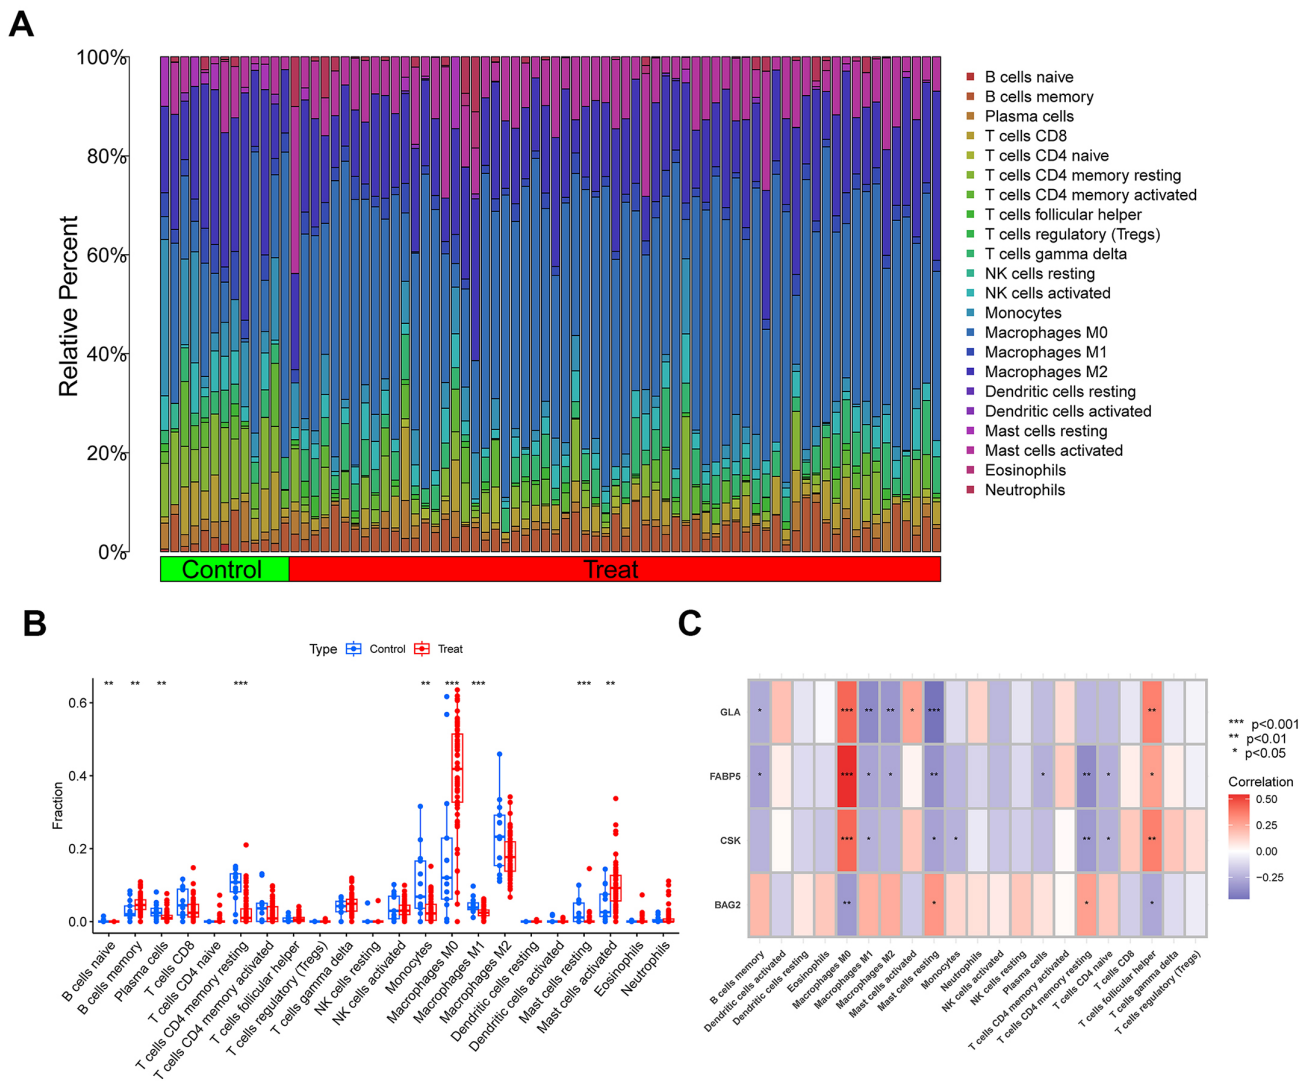 A
100%
80%
60%
40%
20%
0%
Relative Percent
Control
Treat
B cells naive
B cells memory
Plasma cells
T cells CD8
T cells CD4 naive
T cells CD4 memory resting
T cells CD4 memory activated
T cells follicular helper
T cells regulatory (Tregs)
T cells gamma delta
NK cells resting
NK cells activated
Monocytes
Macrophages M0
Macrophages M1
Macrophages M2
Dendritic cells resting
Dendritic cells activated
Mast cells resting
Mast cells activated
Eosinophils
Neutrophils
B
Type Control Treat
** ** ** *** ** *** *** *** **
0.6
0.4
0.2
0.0
Fraction
B cells naive
B cells memory
Plasma cells
T cells CD8
T cells CD4 naive
T cells CD4 memory resting
T cells CD4 memory activated
T cells follicular helper
T cells regulatory (Tregs)
T cells gamma delta
NK cells resting
NK cells activated
Monocytes
Macrophages M0
Macrophages M1
Macrophages M2
Dendritic cells resting
Dendritic cells activated
Mast cells resting
Mast cells activated
Eosinophils
Neutrophils
C
GLA * *** ** ** * *** **
FABP5 * *** * * ** * ** * *
CSK *** * * * ** * **
BAG2 ** * * *
B cells memory
Dendritic cells activated
Dendritic cells resting
Eosinophils
Macrophages M0
Macrophages M1
Macrophages M2
Mast cells activated
Mast cells resting
Monocytes
Neutrophils
NK cells activated
NK cells resting
Plasma cells
T cells CD4 memory activated
T cells CD4 memory resting
T cells CD4 naive
T cells CD8
T cells follicular helper
T cells gamma delta
T cells regulatory (Tregs)
*** p<0.001
** p<0.01
* p<0.05
Correlation
0.50
0.25
0.00
−0.25